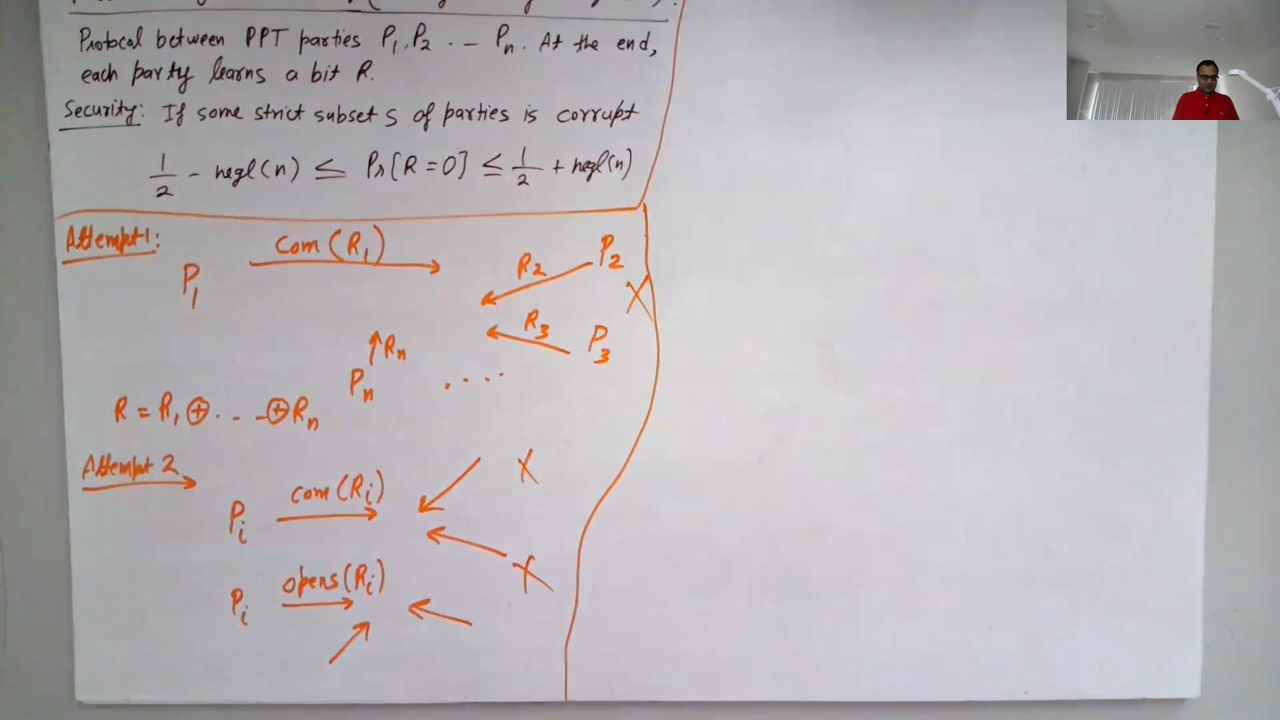 Protocol between PPT parties P₁, P₂ ... Pₙ. At the end,
each party learns a bit R.
Security: If some strict subset S of parties is corrupt
1/2 - negl(n) ≤ Pr[R = 0] ≤ 1/2 + negl(n)
Attempt 1:
P₁ com(R₁) R₂ P₂
X
R₃ P₃
Rₙ
Pₙ ....
R = R₁ ⊕ . . - ⊕ Rₙ
Attempt 2
Pᵢ com(Rᵢ) X
X
Pᵢ opens(Rᵢ)